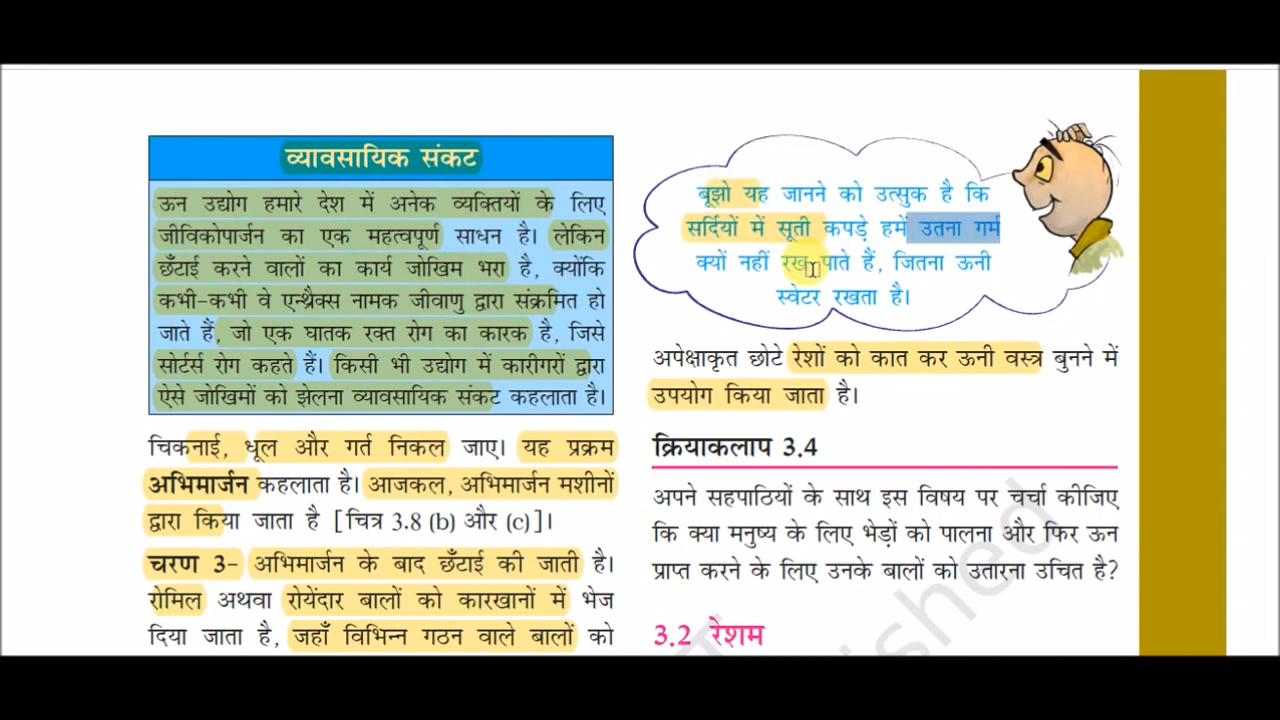 व्यावसायिक संकट
ऊन उद्योग हमारे देश में अनेक व्यक्तियों के लिए
जीविकोपार्जन का एक महत्वपूर्ण साधन है। लेकिन
छँटाई करने वालों का कार्य जोखिम भरा है, क्योंकि
कभी-कभी वे एन्थ्रैक्स नामक जीवाणु द्वारा संक्रमित हो
जाते हैं, जो एक घातक रक्त रोग का कारक है, जिसे
सोर्टर्स रोग कहते हैं। किसी भी उद्योग में कारीगरों द्वारा
ऐसे जोखिमों को झेलना व्यावसायिक संकट कहलाता है।
चिकनाई, धूल और गर्त निकल जाए। यह प्रक्रम
अभिमार्जन कहलाता है। आजकल, अभिमार्जन मशीनों
द्वारा किया जाता है [चित्र 3.8 (b) और (c)]।
चरण 3- अभिमार्जन के बाद छँटाई की जाती है।
रोमिल अथवा रोयेंदार बालों को कारखानों में भेज
दिया जाता है, जहाँ विभिन्न गठन वाले बालों को
बूझो यह जानने को उत्सुक है कि
सर्दियों में सूती कपड़े हमें उतना गर्म
क्यों नहीं रख पाते हैं, जितना ऊनी
स्वेटर रखता है।
अपेक्षाकृत छोटे रेशों को कात कर ऊनी वस्त्र बुनने में
उपयोग किया जाता है।
क्रियाकलाप 3.4
अपने सहपाठियों के साथ इस विषय पर चर्चा कीजिए
कि क्या मनुष्य के लिए भेड़ों को पालना और फिर ऊन
प्राप्त करने के लिए उनके बालों को उतारना उचित है?
3.2 रेशम